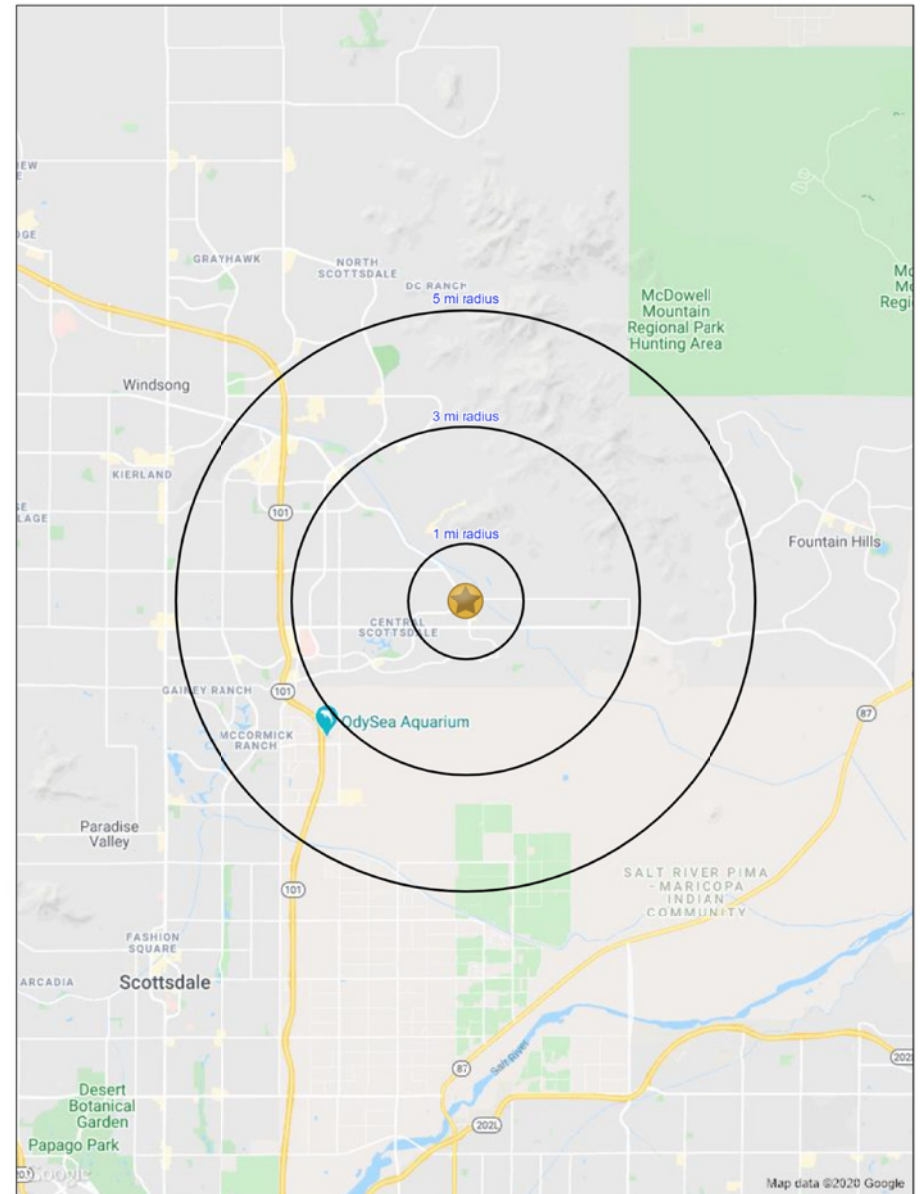 GRAYHAWK
NORTH
SCOTTSDALE
DC RANCH
5 mi radius
McDowell
Mountain
Regional Park
Hunting Area
Windsong
3 mi radius
KIERLAND
101
1 mi radius
Fountain Hills
CENTRAL
SCOTTSDALE
GAINEY RANCH
101
87
OdySea Aquarium
MCCORMICK
RANCH
Paradise
Valley
SALT RIVER PIMA
-MARICOPA
INDIAN
COMMUNITY
101
FASHION
SQUARE
ARCADIA
Scottsdale
Salt River
87
202
202L
Desert
Botanical
Garden
Papago Park
Google
Map data ©2020 Google